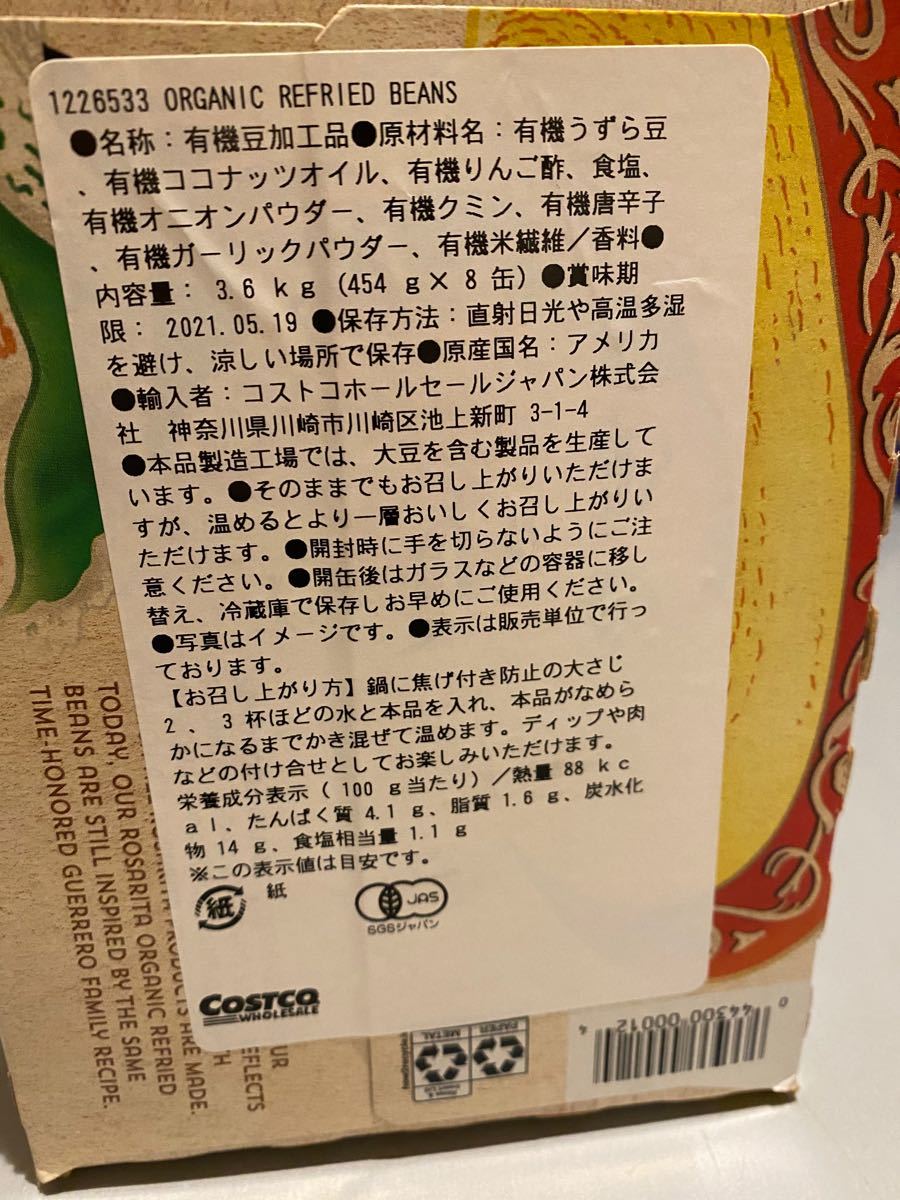 1226533 ORGANIC REFRIED BEANS
●名称：有機豆加工品●原材料名：有機うずら豆
、有機ココナッツオイル、有機りんご酢、食塩、
有機オニオンパウダー、有機クミン、有機唐辛子
、有機ガーリックパウダー、有機米繊維／香料●
内容量： 3.6 kg (454 g× 8 缶) ●賞味期
限： 2021.05.19 ●保存方法：直射日光や高温多湿
を避け、涼しい場所で保存●原産国名：アメリカ
●輸入者：コストコホールセールジャパン株式会
社 神奈川県川崎市川崎区池上新町 3-1-4
●本品製造工場では、大豆を含む製品を生産して
います。●そのままでもお召し上がりいただけま
すが、温めるとより一層おいしくお召し上がりい
ただけます。●開封時に手を切らないようにご注
意ください。●開缶後はガラスなどの容器に移し
替え、冷蔵庫で保存しお早めにご使用ください。
●写真はイメージです。●表示は販売単位で行っ
ております。
【お召し上がり方】鍋に焦げ付き防止の大さじ
2 、 3 杯ほどの水と本品を入れ、本品がなめら
かになるまでかき混ぜて温めます。ディップや肉
などの付け合せとしてお楽しみいただけます。
栄養成分表示 ( 100 g当たり) ／熱量 88 kc
al、たんぱく質 4.1 g、脂質 1.6 g、炭水化
物 14 g、食塩相当量 1.1 g
※この表示値は目安です。
紙 紙
JAS
SGSジャパン
COSTCO
WHOLESALE
PRODUCTS ARE MADE.
TODAY, OUR ROSARITA ORGANIC REFRIED
BEANS ARE STILL INSPIRED BY THE SAME
TIME-HONORED GUERRERO FAMILY RECIPE.
PAPER
METAL
0 44300 00012 4